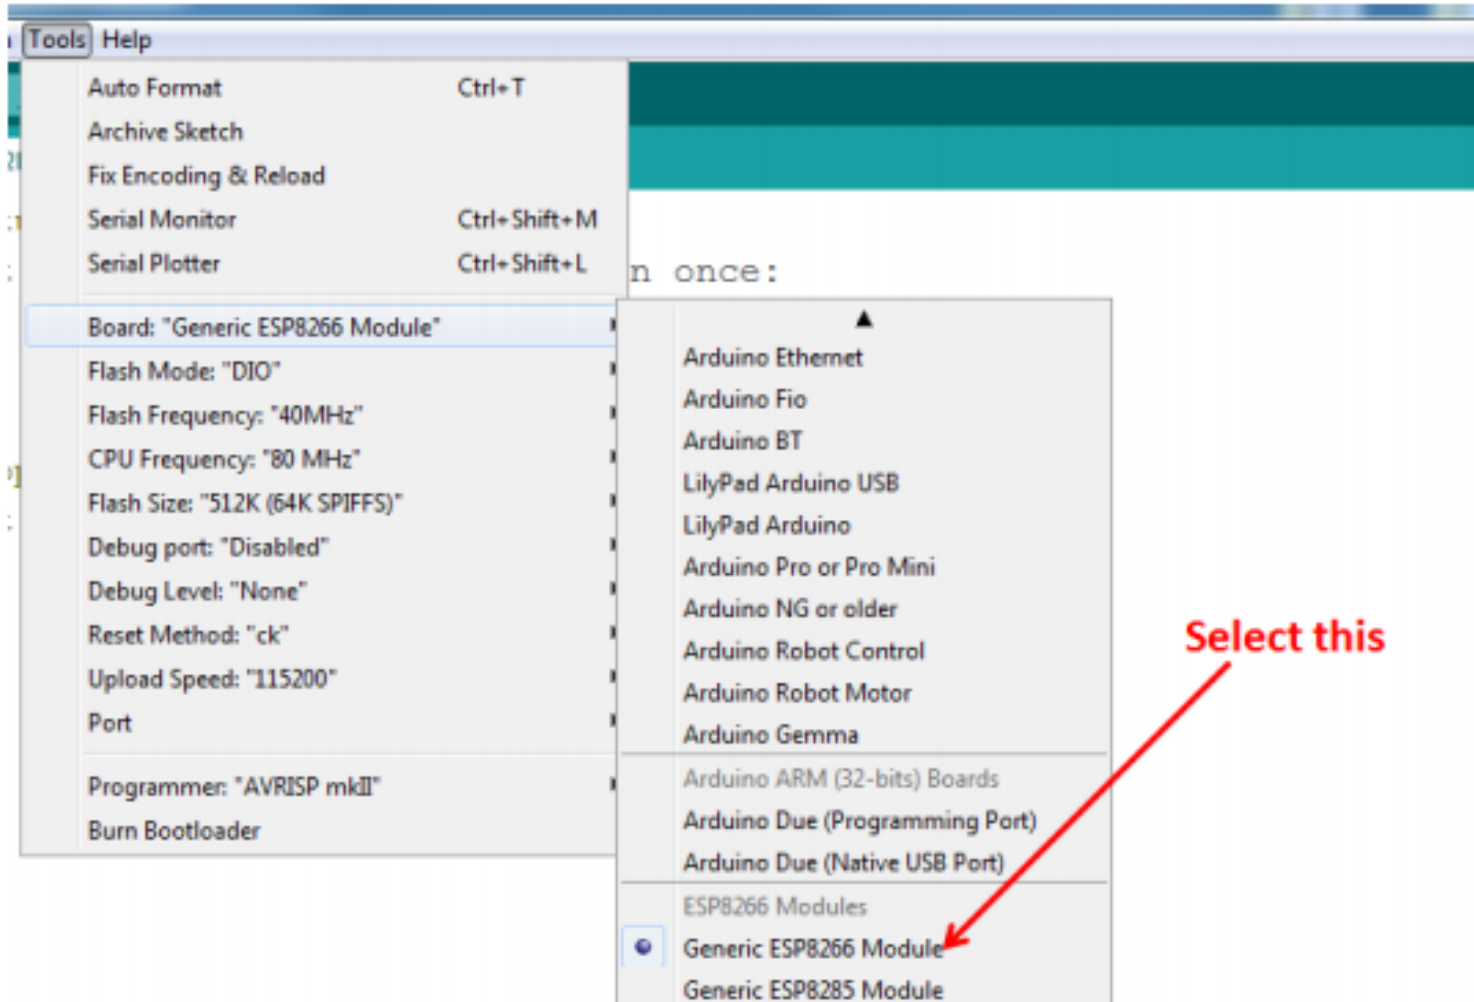 Tools Help
Auto Format Ctrl+T
Archive Sketch
Fix Encoding & Reload
Serial Monitor Ctrl+Shift+M
Serial Plotter Ctrl+Shift+L
n once:
Board: "Generic ESP8266 Module"
Flash Mode: "DIO"
Flash Frequency: "40MHz"
CPU Frequency: "80 MHz"
Flash Size: "512K (64K SPIFFS)"
Debug port: "Disabled"
Debug Level: "None"
Reset Method: "ck"
Upload Speed: "115200"
Port
Programmer: "AVRISP mkII"
Burn Bootloader
Arduino Ethernet
Arduino Fio
Arduino BT
LilyPad Arduino USB
LilyPad Arduino
Arduino Pro or Pro Mini
Arduino NG or older
Arduino Robot Control
Arduino Robot Motor
Arduino Gemma
Arduino ARM (32-bits) Boards
Arduino Due (Programming Port)
Arduino Due (Native USB Port)
ESP8266 Modules
Generic ESP8266 Module
Generic ESP8285 Module
Select this